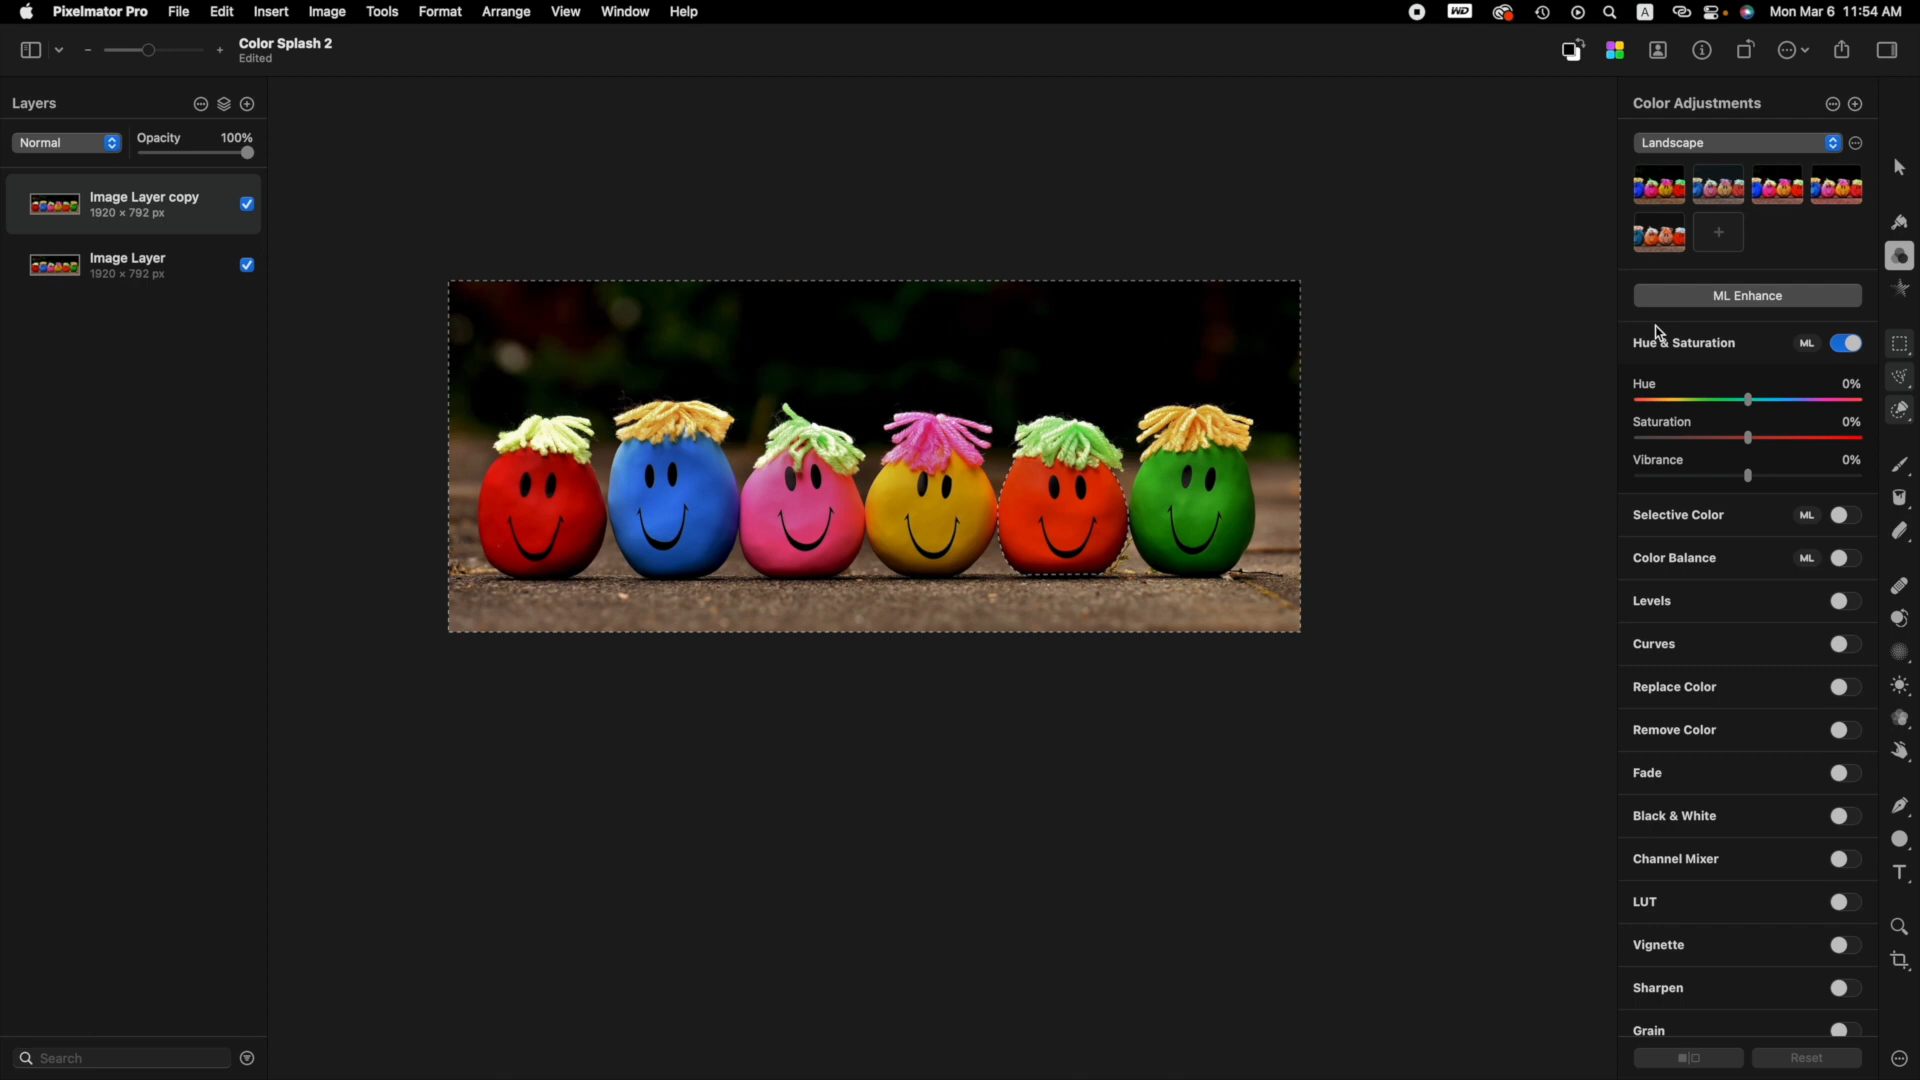 Pixelmator Pro File Edit Insert Image Tools Format Arrange View Window Help WD A Mon Mar 6 11:54 AM
Color Splash 2
Edited
Layers
Normal Opacity 100%
Image Layer copy
1920 × 792 px
Image Layer
1920 × 792 px
Search
Color Adjustments
Landscape
ML Enhance
Hue & Saturation ML
Hue 0%
Saturation 0%
Vibrance 0%
Selective Color ML
Color Balance ML
Levels
Curves
Replace Color
Remove Color
Fade
Black & White
Channel Mixer
LUT
Vignette
Sharpen
Grain
Reset